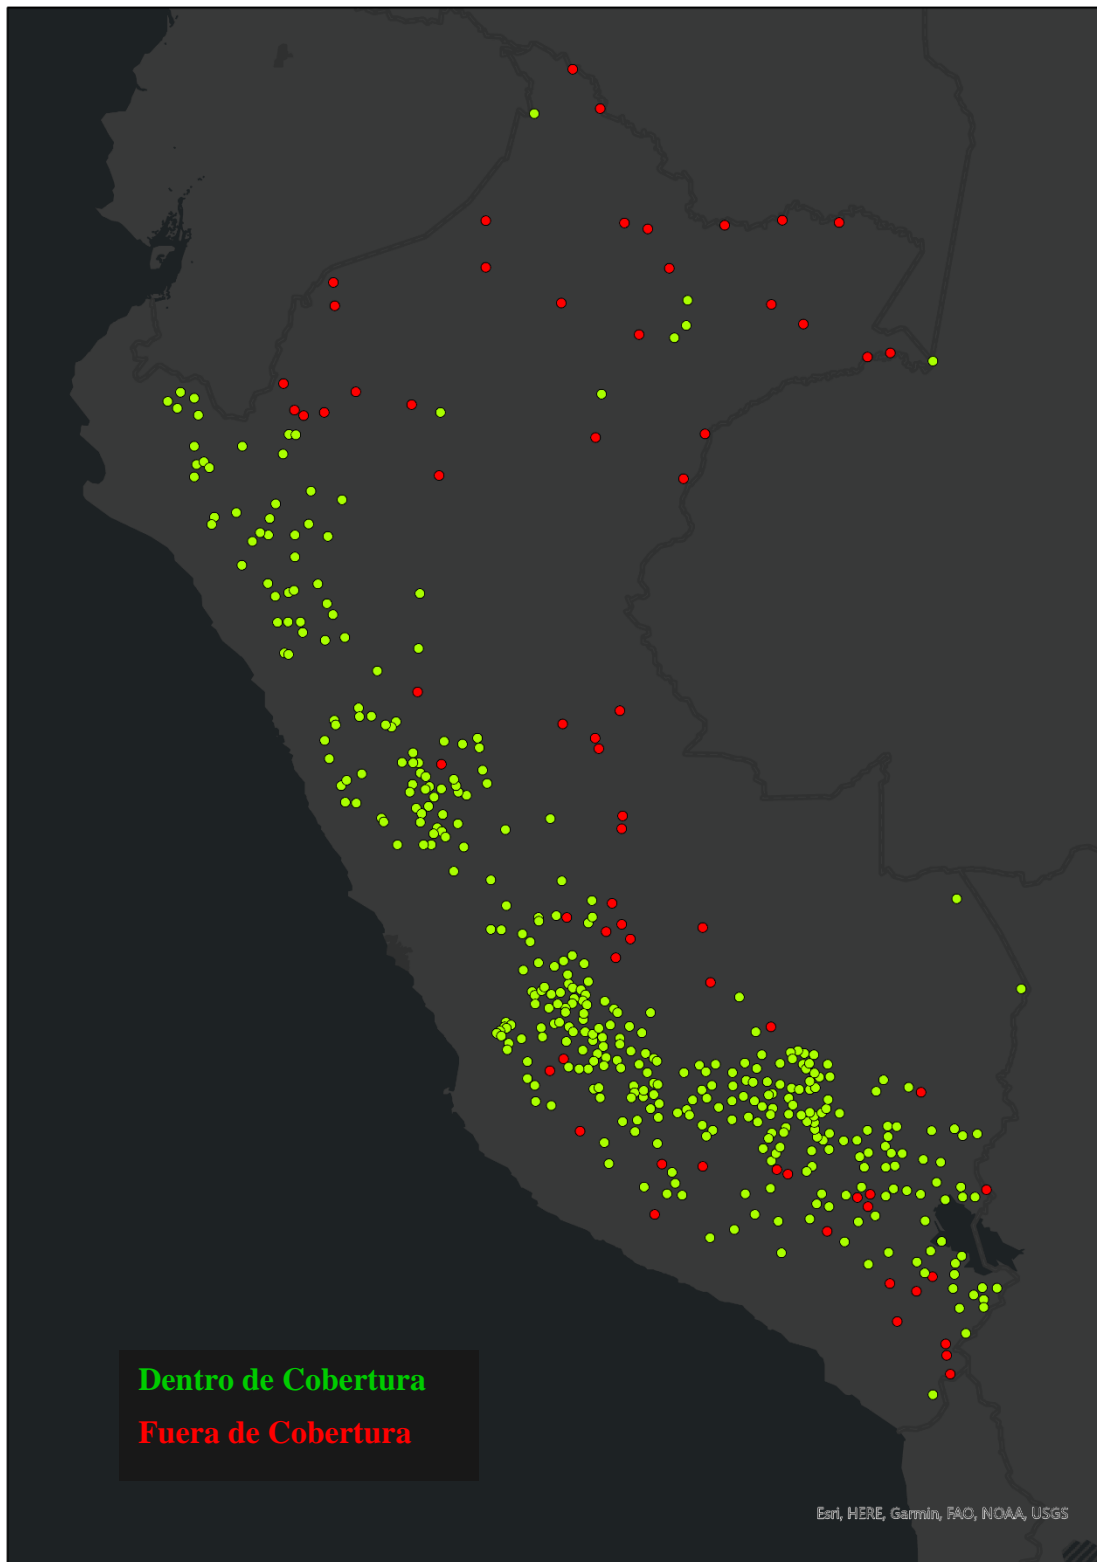 Dentro de Cobertura
Fuera de Cobertura
Esri, HERE, Garmin, FAO, NOAA, USGS